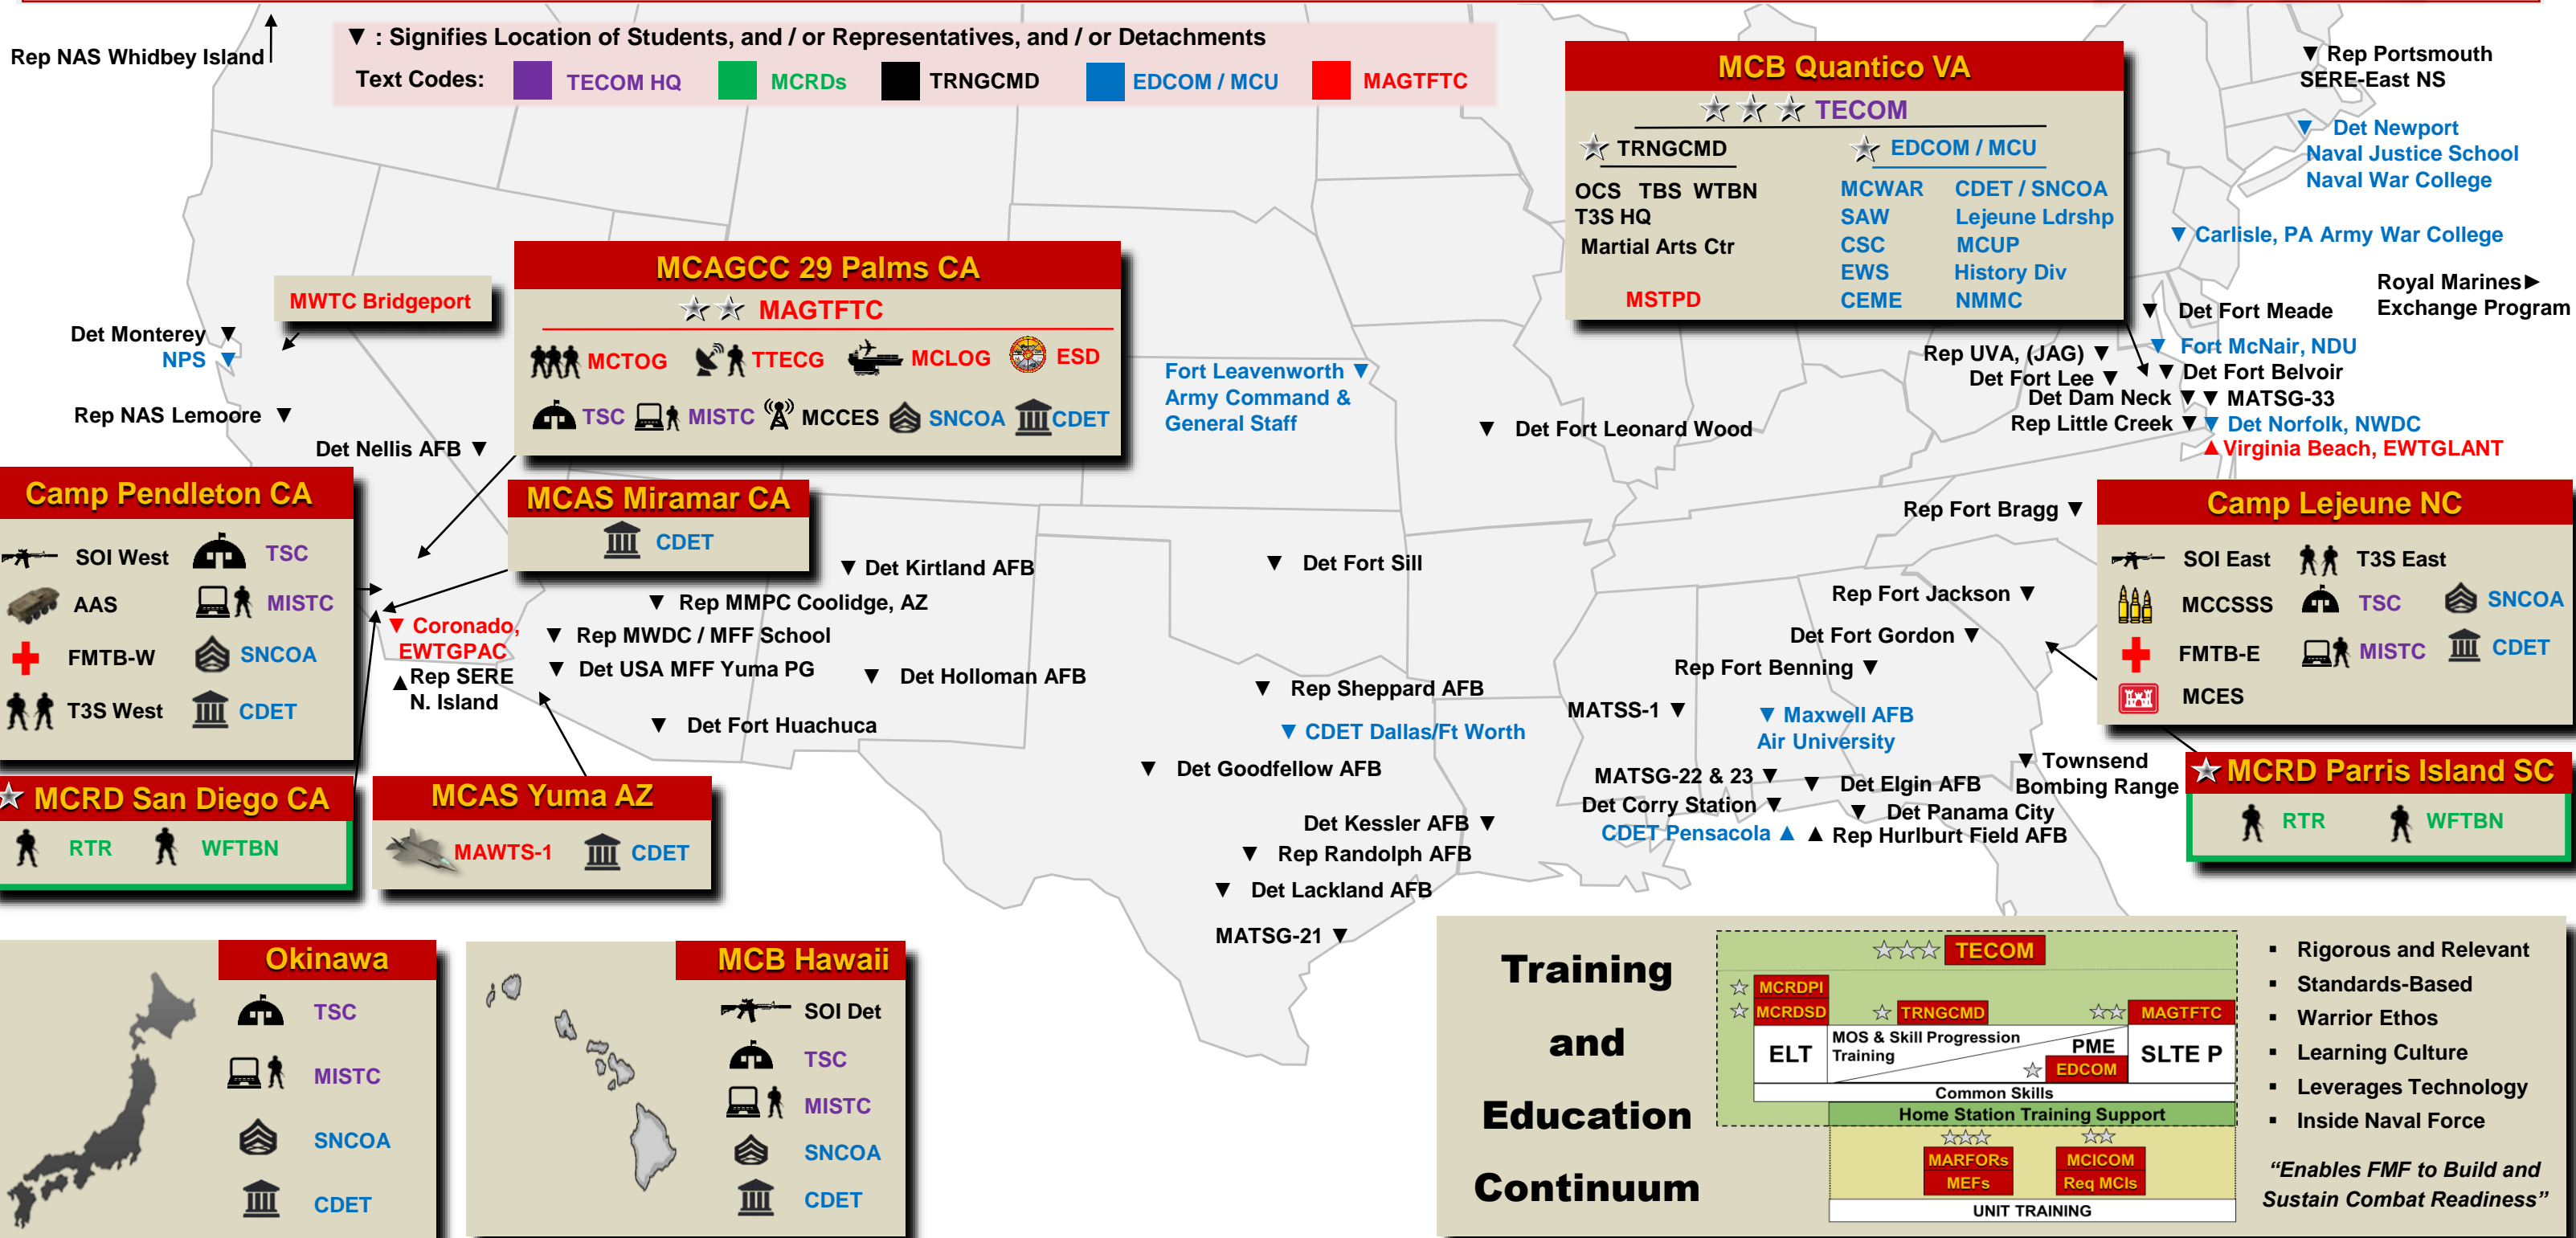 Rep NAS Whidbey Island
▼ : Signifies Location of Students, and / or Representatives, and / or Detachments
Text Codes: TECOM HQ MCRDs TRNGCMD EDCOM / MCU MAGTFTC
MCB Quantico VA
TECOM
TRNGCMD EDCOM / MCU
OCS TBS WTBN
T3S HQ
Martial Arts Ctr
MSTPD
MCWAR CDET / SNCOA
SAW Lejeune Ldrshp
CSC MCUP
EWS History Div
CEME NMMC
▼ Rep Portsmouth
SERE-East NS
▼ Det Newport
Naval Justice School
Naval War College
▼ Carlisle, PA Army War College
Royal Marines►
Exchange Program
▼ Det Fort Meade
▼ Fort McNair, NDU
Rep UVA, (JAG) ▼
▼ Det Fort Belvoir
Det Fort Lee ▼
Det Dam Neck ▼ ▼ MATSG-33
Rep Little Creek ▼ ▼ Det Norfolk, NWDC
▲ Virginia Beach, EWTGLANT
MWTC Bridgeport
Det Monterey ▼
NPS ▼
Rep NAS Lemoore ▼
Det Nellis AFB ▼
MCAGCC 29 Palms CA
MAGTFTC
MCTOG TTECG MCLOG ESD
TSC MISTC MCCES SNCOA CDET
Fort Leavenworth ▼
Army Command &
General Staff
▼ Det Fort Leonard Wood
Camp Pendleton CA
SOI West TSC
AAS MISTC
FMTB-W SNCOA
T3S West CDET
MCAS Miramar CA
CDET
▼ Coronado,
EWTGPAC
▲Rep SERE
N. Island
▼ Det Kirtland AFB
▼ Rep MMPC Coolidge, AZ
▼ Rep MWDC / MFF School
▼ Det USA MFF Yuma PG
▼ Det Holloman AFB
▼ Det Fort Huachuca
▼ Det Fort Sill
▼ Rep Sheppard AFB
▼ CDET Dallas/Ft Worth
▼ Det Goodfellow AFB
Det Kessler AFB ▼
▼ Rep Randolph AFB
▼ Det Lackland AFB
MATSG-21 ▼
Rep Fort Bragg ▼
Rep Fort Jackson ▼
Det Fort Gordon ▼
Rep Fort Benning ▼
MATSS-1 ▼
▼ Maxwell AFB
Air University
MATSG-22 & 23 ▼
▼ Det Elgin AFB
Det Corry Station ▼
▼ Det Panama City
CDET Pensacola ▲ ▲ Rep Hurlburt Field AFB
▼ Townsend
Bombing Range
Camp Lejeune NC
SOI East T3S East
MCCSSS TSC SNCOA
FMTB-E MISTC CDET
MCES
MCRD Parris Island SC
RTR WFTBN
MCRD San Diego CA
RTR WFTBN
MCAS Yuma AZ
MAWTS-1 CDET
Okinawa
TSC
MISTC
SNCOA
CDET
MCB Hawaii
SOI Det
TSC
MISTC
SNCOA
CDET
Training
and
Education
Continuum
TECOM
MCRDPI
MCRDSD TRNGCMD MAGTFTC
ELT
MOS & Skill Progression
Training
PME
EDCOM
SLTE P
Common Skills
Home Station Training Support
MARFORs MCICOM
MEFs Req MCIs
UNIT TRAINING
▪ Rigorous and Relevant
▪ Standards-Based
▪ Warrior Ethos
▪ Learning Culture
▪ Leverages Technology
▪ Inside Naval Force
“Enables FMF to Build and
Sustain Combat Readiness”